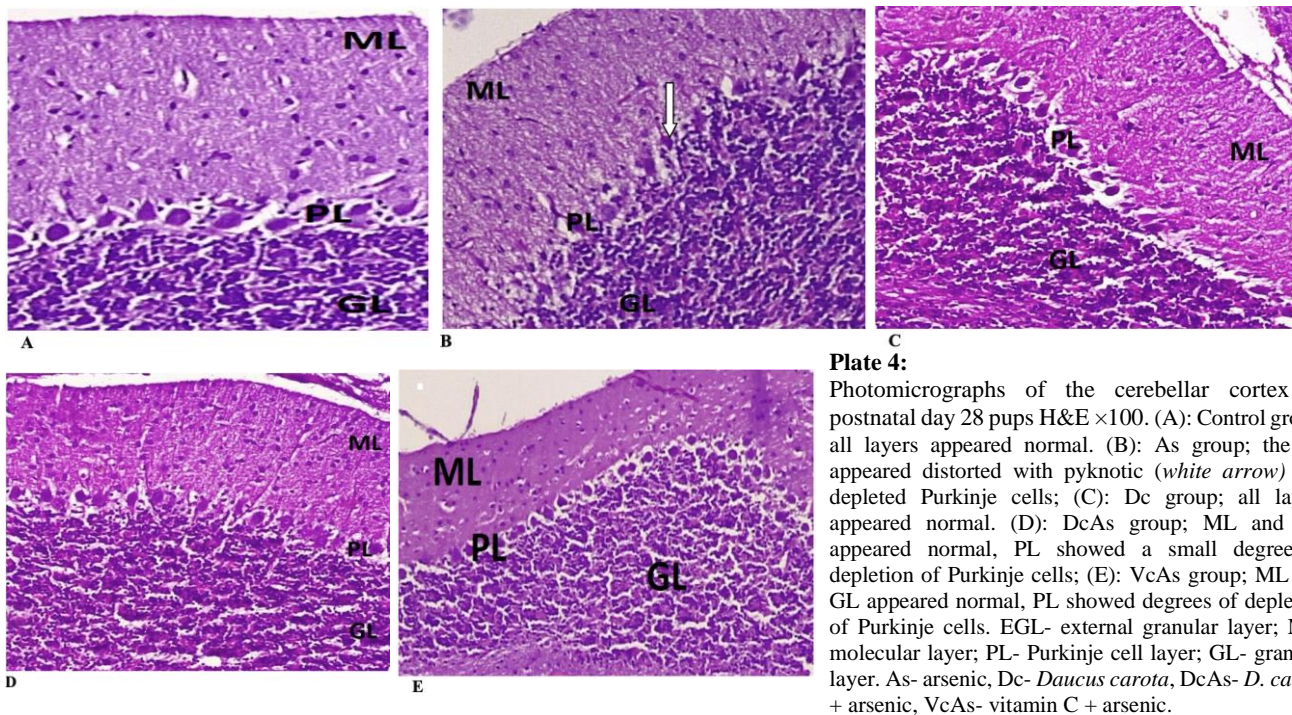 ML
PL
GL
A
ML
PL
GL
B
PL
ML
GL
C
ML
PL
GL
D
ML
PL
GL
E
Plate 4:
Photomicrographs of the cerebellar cortex
postnatal day 28 pups H&E ×100. (A): Control gro
all layers appeared normal. (B): As group; the
appeared distorted with pyknotic (white arrow)
depleted Purkinje cells; (C): Dc group; all la
appeared normal. (D): DcAs group; ML and
appeared normal, PL showed a small degree
depletion of Purkinje cells; (E): VcAs group; ML
GL appeared normal, PL showed degrees of deple
of Purkinje cells. EGL- external granular layer; M
molecular layer; PL- Purkinje cell layer; GL- gran
layer. As- arsenic, Dc- Daucus carota, DcAs- D. ca
+ arsenic, VcAs- vitamin C + arsenic.